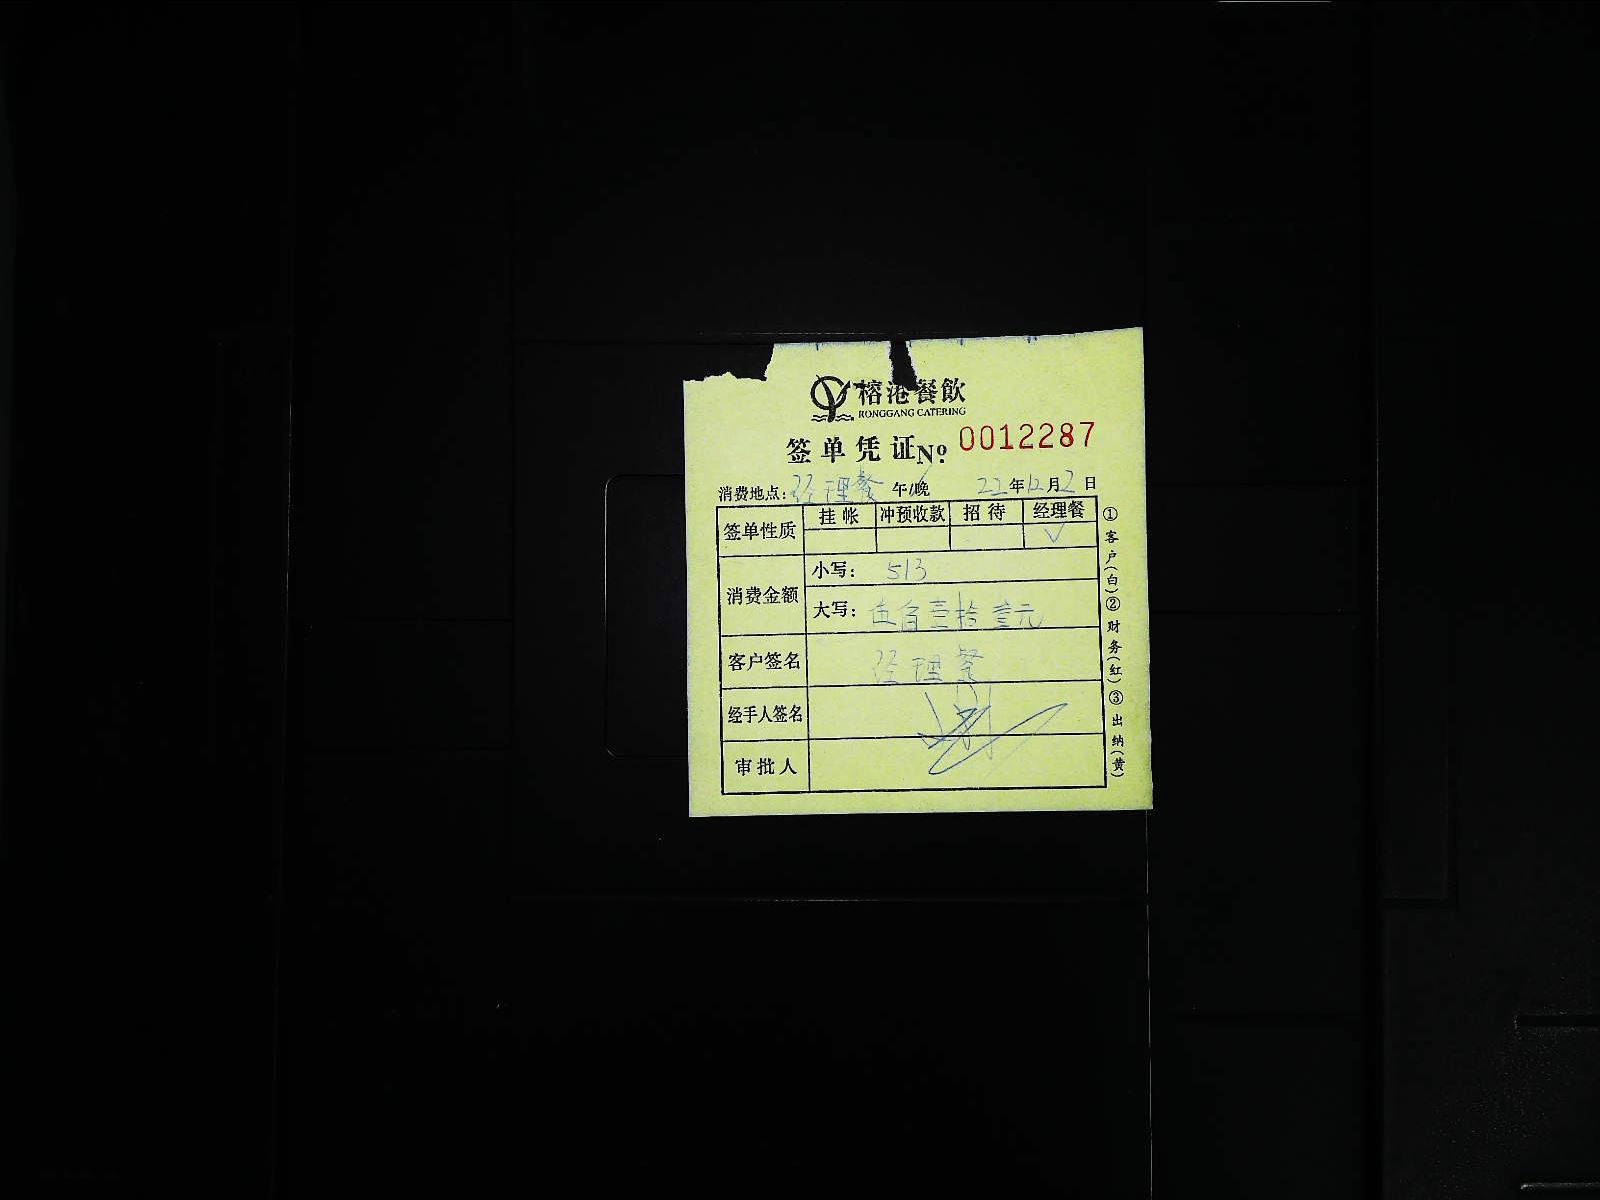 榕港餐飲
RONGGANG CATERING
签单凭证 No 0012287
消费地点: 经理餐 午/晚 22年12月2日
签单性质 挂帐 冲预收款 招待 经理餐
✓
消费金额 小写: 513
大写: 伍佰壹拾叁元
客户签名 经理餐
经手人签名
审批人
①客户(白)②财务(红)③出纳(黄)